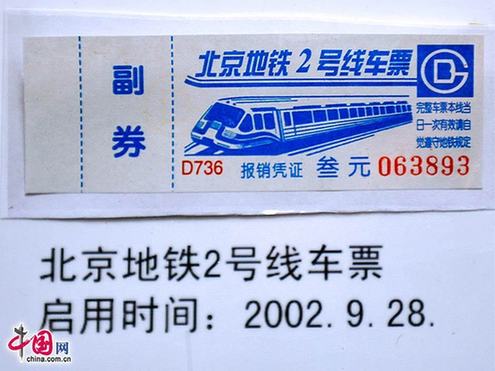 副券
北京地铁2号线车票
完整车票本线当
日一次有效请自
觉遵守地铁规定
D736 报销凭证 叁元 063893
北京地铁2号线车票
启用时间：2002.9.28.
中国网
www.china.com.cn